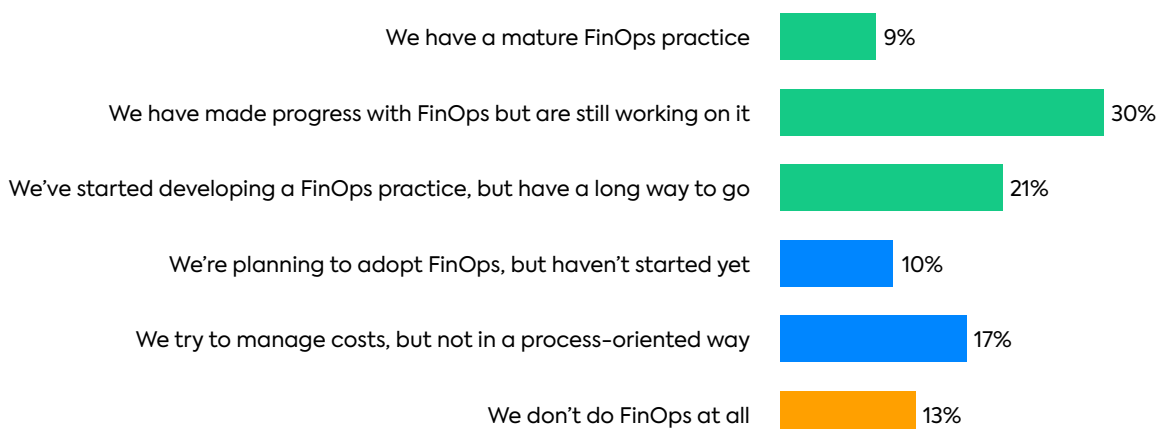 We have a mature FinOps practice 9%
We have made progress with FinOps but are still working on it 30%
We’ve started developing a FinOps practice, but have a long way to go 21%
We’re planning to adopt FinOps, but haven’t started yet 10%
We try to manage costs, but not in a process-oriented way 17%
We don’t do FinOps at all 13%